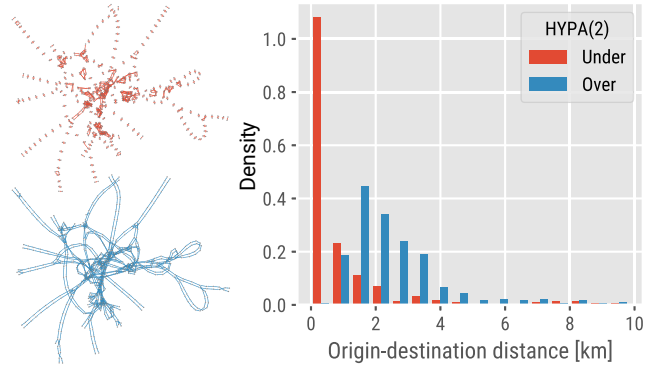 HYPA(2)
Under
Over
Density
1.0
0.8
0.6
0.4
0.2
0.0
0 2 4 6 8 10
Origin-destination distance [km]